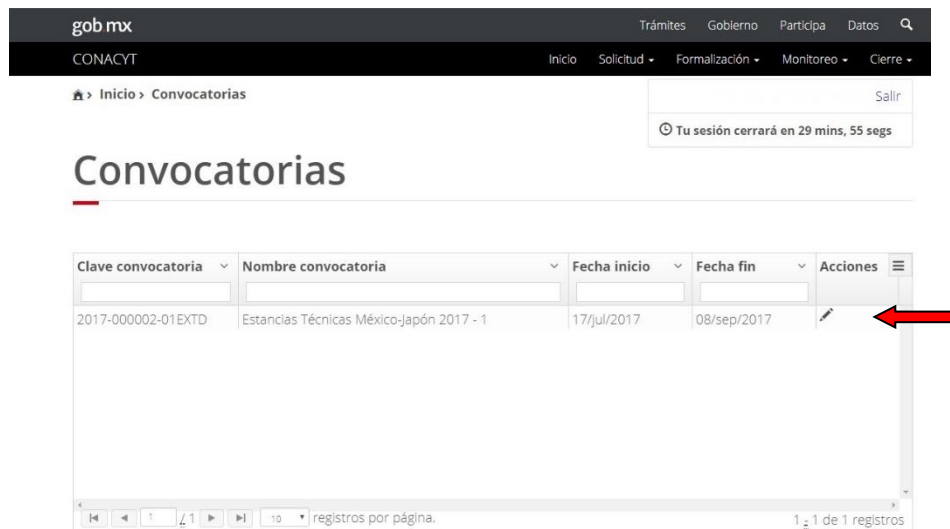 gob.mx Trámites Gobierno Participa Datos
CONACYT Inicio Solicitud Formalización Monitoreo Cierre
> Inicio > Convocatorias
Salir
Tu sesión cerrará en 29 mins, 55 segs
Convocatorias
Clave convocatoria Nombre convocatoria Fecha inicio Fecha fin Acciones
2017-000002-01EXTD Estancias Técnicas México-Japón 2017 - 1 17/jul/2017 08/sep/2017
1 / 1 10 registros por página. 1 - 1 de 1 registros